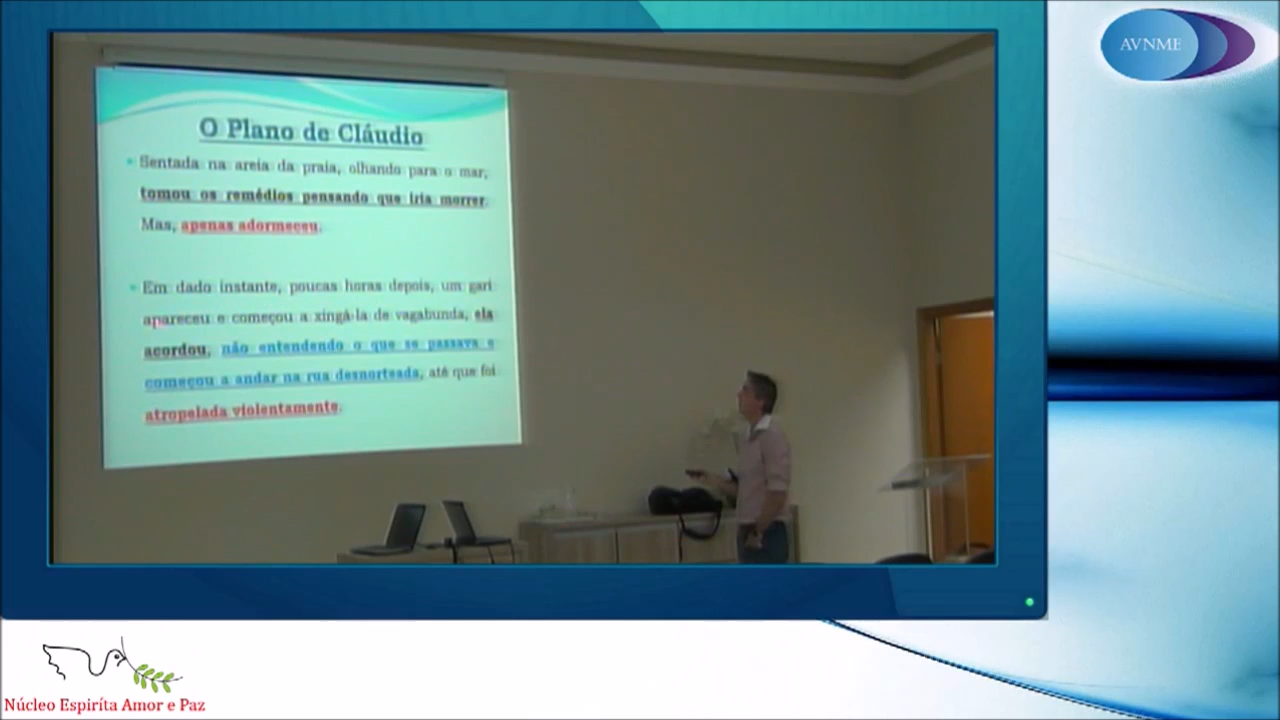 AVNME
O Plano de Cláudio
Sentada na areia da praia, olhando para o mar,
tomou os remédios pensando que iria morrer.
Mas, apenas adormeceu.
Em dado instante, poucas horas depois, um gari
apareceu e começou a xingá-la de vagabunda, ela
acordou, não entendendo o que se passava e
começou a andar na rua desnorteada, até que foi
atropelada violentamente.
Núcleo Espiríta Amor e Paz